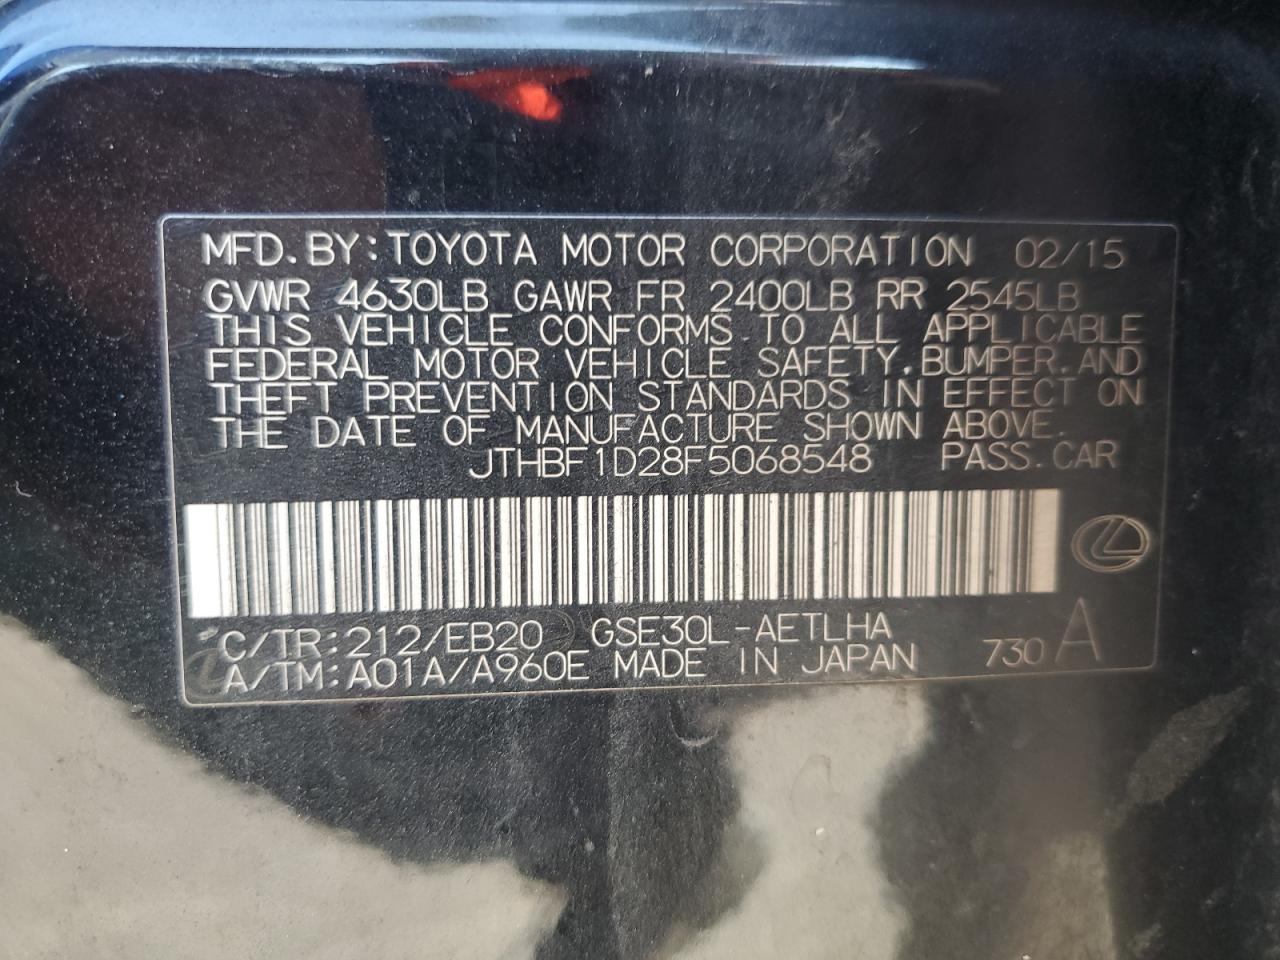 MFD.BY:TOYOTA MOTOR CORPORATION 02/15
GVWR 4630LB GAWR FR 2400LB RR 2545LB
THIS VEHICLE CONFORMS TO ALL APPLICABLE
FEDERAL MOTOR VEHICLE SAFETY,BUMPER,AND
THEFT PREVENTION STANDARDS IN EFFECT ON
THE DATE OF MANUFACTURE SHOWN ABOVE.
JTHBF1D28F5068548 PASS.CAR
C/TR:212/EB20 GSE30L-AETLHA
A/TM:A01A/A960E MADE IN JAPAN 730 A